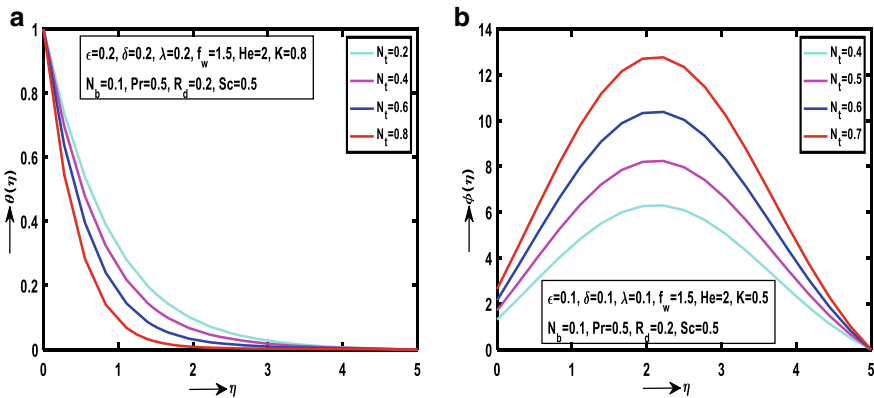 a
ϵ=0.2, δ=0.2, λ=0.2, f_w=1.5, He=2, K=0.8
N_b=0.1, Pr=0.5, R_d=0.2, Sc=0.5
N_t=0.2
N_t=0.4
N_t=0.6
N_t=0.8
1
0.8
0.6
0.4
0.2
0
0 1 2 3 4 5
θ(η)
η
b
N_t=0.4
N_t=0.5
N_t=0.6
N_t=0.7
14
12
10
8
6
4
2
0
ϵ=0.1, δ=0.1, λ=0.1, f_w=1.5, He=2, K=0.5
N_b=0.1, Pr=0.5, R_d=0.2, Sc=0.5
0 1 2 3 4 5
ϕ(η)
η